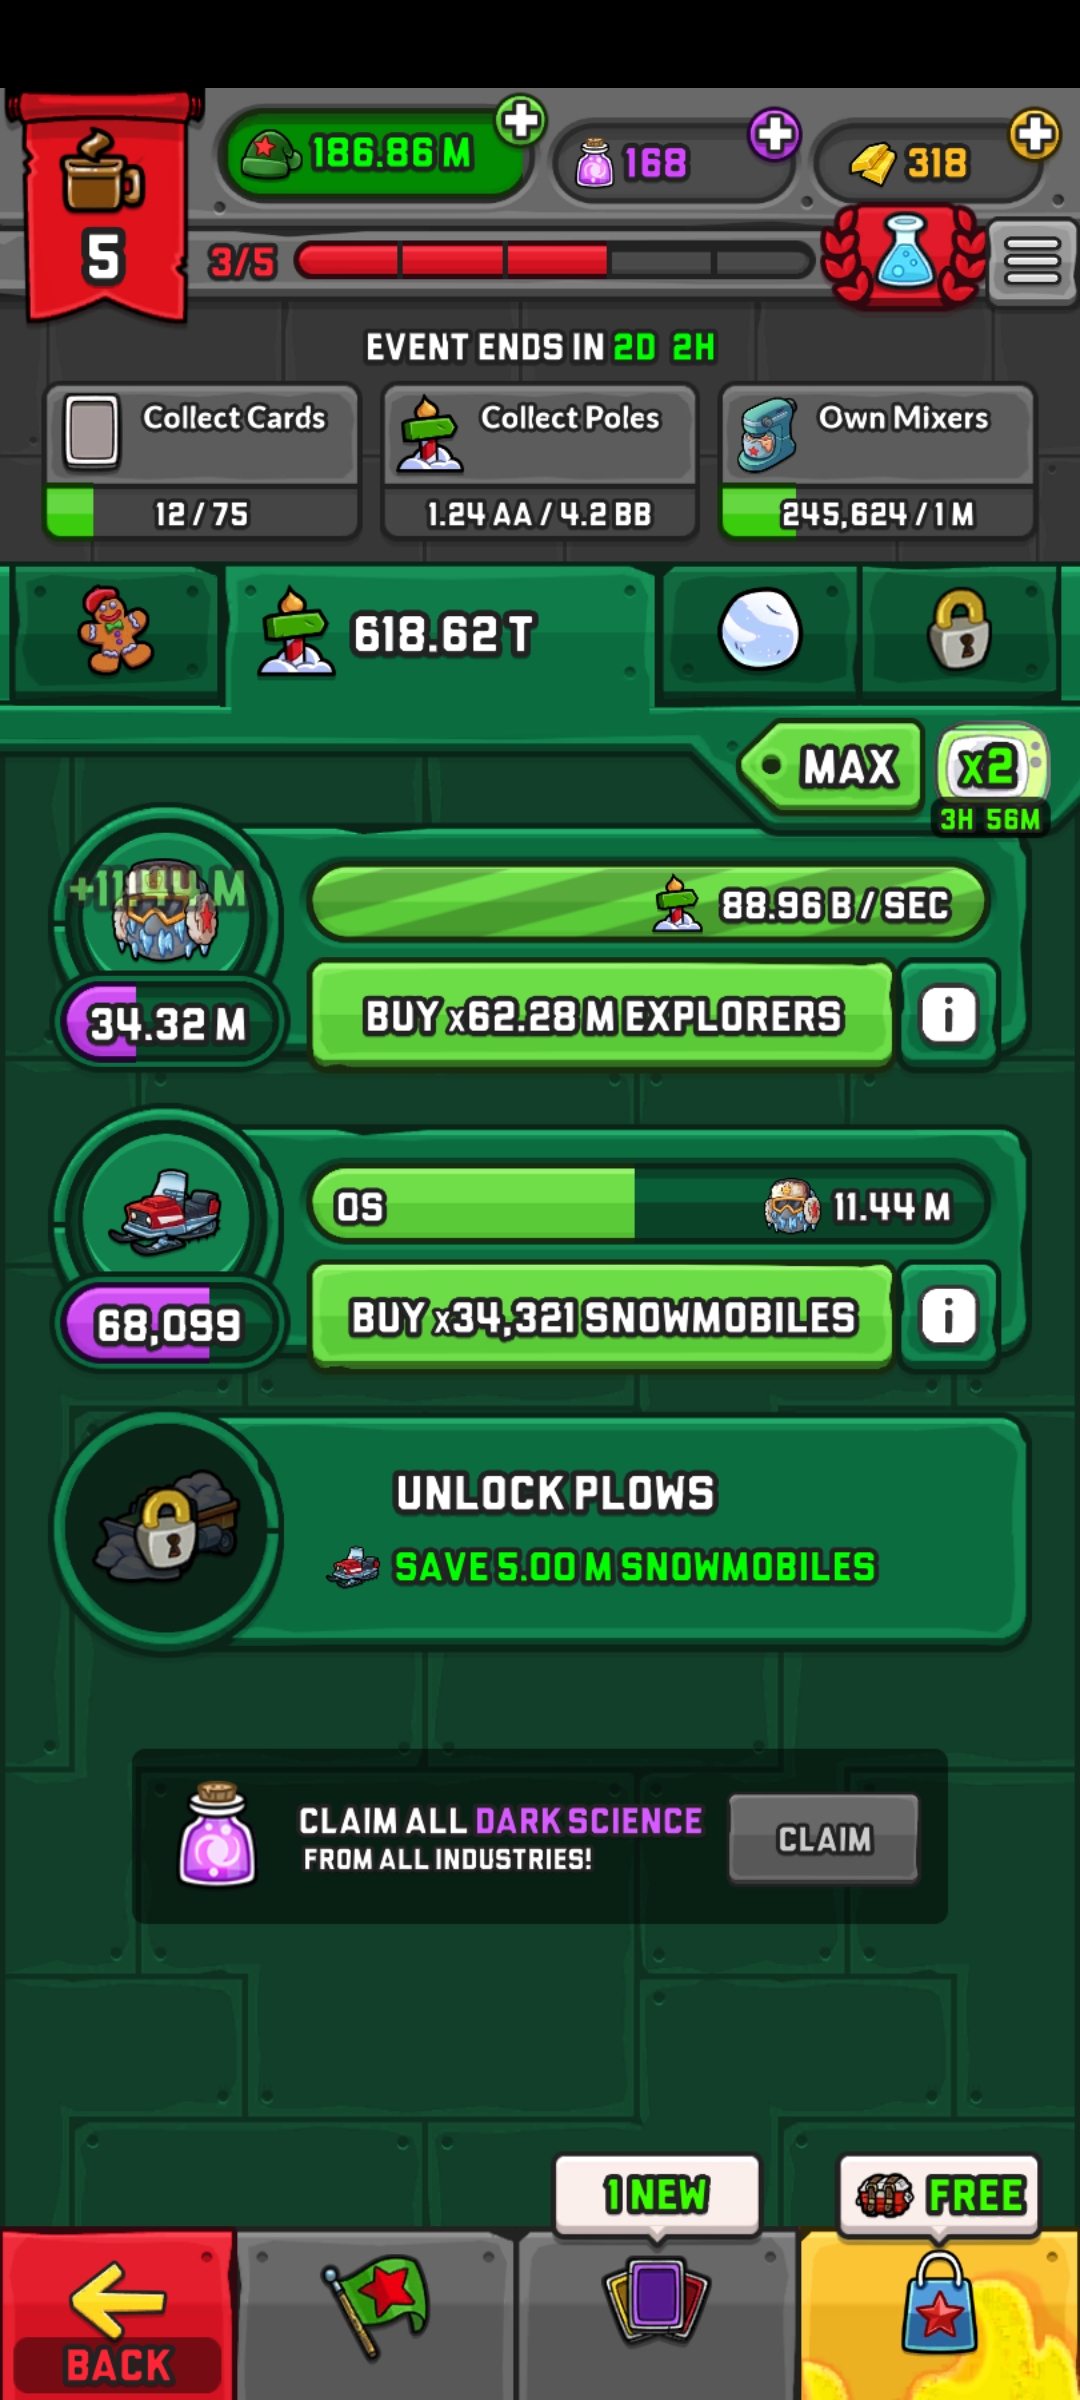 186.86 M
168
318
5
3/5
EVENT ENDS IN 2D 2H
Collect Cards
12 / 75
Collect Poles
1.24 AA / 4.2 BB
Own Mixers
245,624 / 1 M
618.62 T
MAX
x2
3H 56M
+11.44 M
88.96 B / SEC
34.32 M
BUY x62.28 M EXPLORERS
i
0S
11.44 M
68,099
BUY x34,321 SNOWMOBILES
i
UNLOCK PLOWS
SAVE 5.00 M SNOWMOBILES
CLAIM ALL DARK SCIENCE
FROM ALL INDUSTRIES!
CLAIM
1 NEW
FREE
BACK